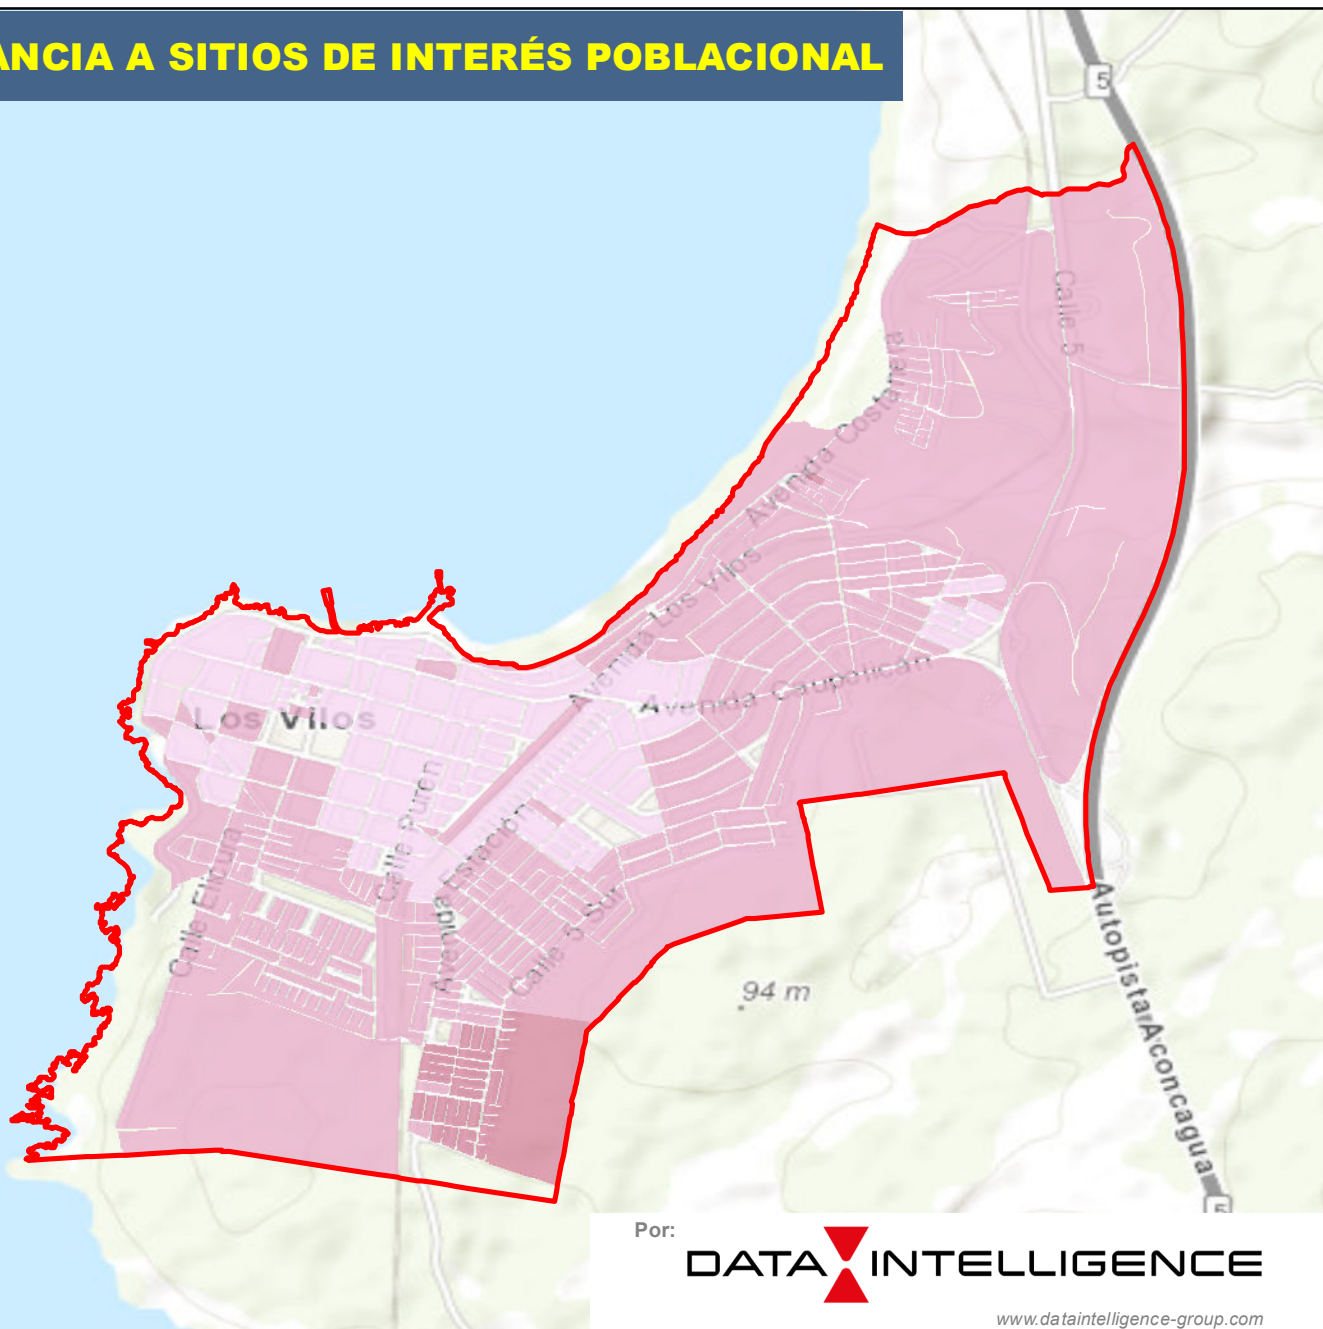 ANCIA A SITIOS DE INTERÉS POBLACIONAL
5
Calle 5
Avenida Costanera
Avenida Los Vilos
Avenida Caupolicán
Los Vilos
Calle Purén
Estación
Calle Elicura
Avenida
Calle 3 Sur
94 m
Autopista Aconcagua
5
Por:
DATA INTELLIGENCE
www.dataintelligence-group.com